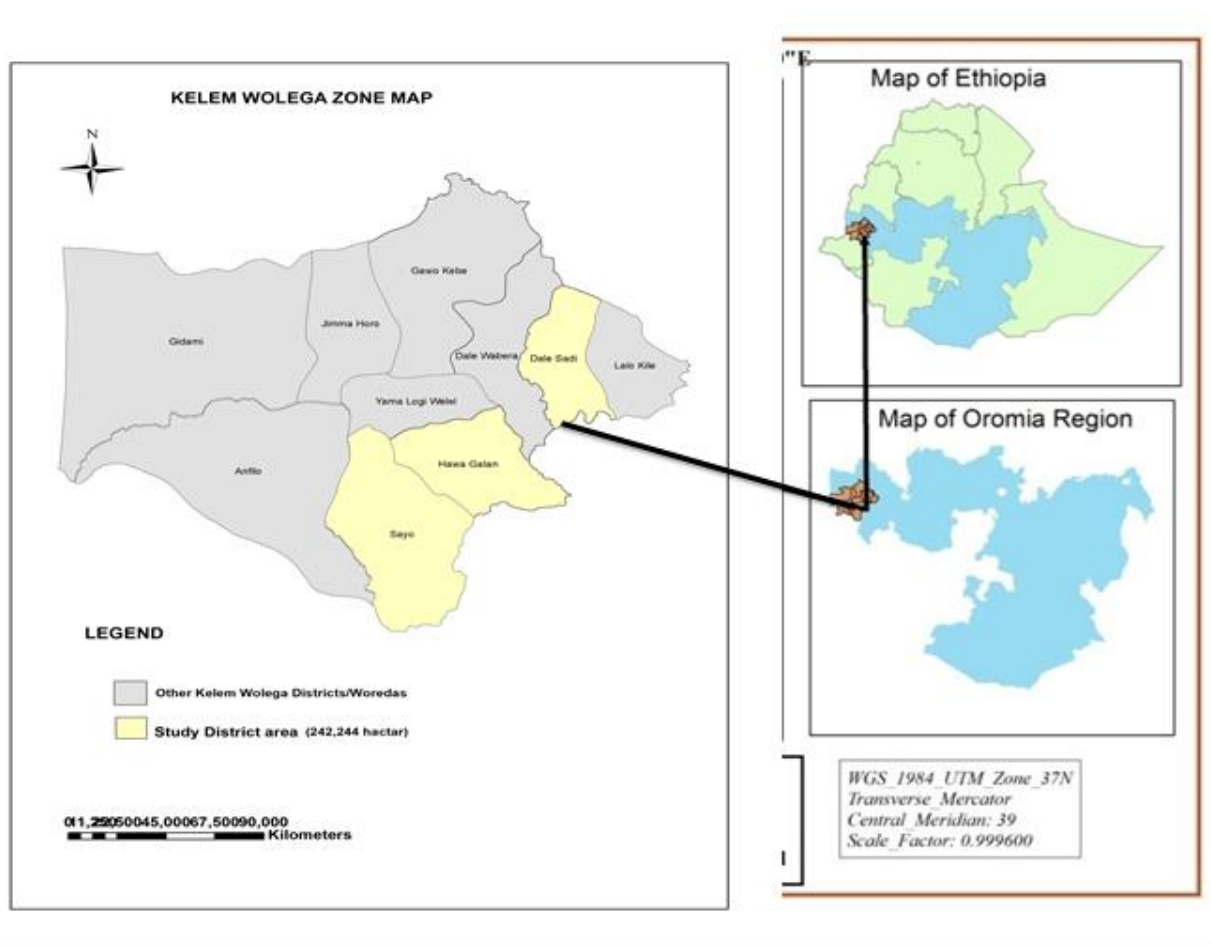 KELEM WOLEGA ZONE MAP
N
Gawo Kebe
Jimma Horo
Gidami
Dale Wabera
Dale Sadi
Lalo Kile
Yama Logi Welel
Anfilo
Hawa Galan
Sayo
LEGEND
Other Kelem Wolega Districts/Woredas
Study District area (242,244 hactar)
Kilometers
"E
Map of Ethiopia
Map of Oromia Region
WGS_1984_UTM_Zone_37N
Transverse_Mercator
Central_Meridian: 39
Scale_Factor: 0.999600